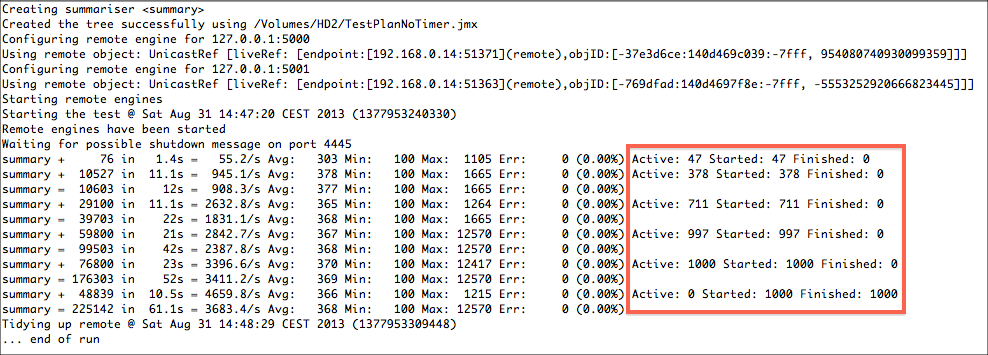 Creating summariser <summary>
Created the tree successfully using /Volumes/HD2/TestPlanNoTimer.jmx
Configuring remote engine for 127.0.0.1:5000
Using remote object: UnicastRef [liveRef: [endpoint:[192.168.0.14:51371](remote),objID:[-37e3d6ce:140d469c039:-7fff, 954080740930099359]]]
Configuring remote engine for 127.0.0.1:5001
Using remote object: UnicastRef [liveRef: [endpoint:[192.168.0.14:51363](remote),objID:[-769dfad:140d4697f8e:-7fff, -5553252920666823445]]]
Starting remote engines
Starting the test @ Sat Aug 31 14:47:20 CEST 2013 (1377953240330)
Remote engines have been started
Waiting for possible shutdown message on port 4445
summary +     76 in   1.4s =   55.2/s Avg:   303 Min:   100 Max:  1105 Err:     0 (0.00%) Active: 47 Started: 47 Finished: 0
summary +  10527 in  11.1s =  945.1/s Avg:   378 Min:   100 Max:  1665 Err:     0 (0.00%) Active: 378 Started: 378 Finished: 0
summary =  10603 in    12s =  908.3/s Avg:   377 Min:   100 Max:  1665 Err:     0 (0.00%)
summary +  29100 in  11.1s = 2632.8/s Avg:   365 Min:   100 Max:  1264 Err:     0 (0.00%) Active: 711 Started: 711 Finished: 0
summary =  39703 in    22s = 1831.1/s Avg:   368 Min:   100 Max:  1665 Err:     0 (0.00%)
summary +  59800 in    21s = 2842.7/s Avg:   367 Min:   100 Max: 12570 Err:     0 (0.00%) Active: 997 Started: 997 Finished: 0
summary =  99503 in    42s = 2387.8/s Avg:   368 Min:   100 Max: 12570 Err:     0 (0.00%)
summary +  76800 in    23s = 3396.6/s Avg:   370 Min:   100 Max: 12417 Err:     0 (0.00%) Active: 1000 Started: 1000 Finished: 0
summary = 176303 in    52s = 3411.2/s Avg:   369 Min:   100 Max: 12570 Err:     0 (0.00%)
summary +  48839 in  10.5s = 4659.8/s Avg:   366 Min:   100 Max:  1215 Err:     0 (0.00%) Active: 0 Started: 1000 Finished: 1000
summary = 225142 in  61.1s = 3683.4/s Avg:   368 Min:   100 Max: 12570 Err:     0 (0.00%)
Tidying up remote @ Sat Aug 31 14:48:29 CEST 2013 (1377953309448)
... end of run